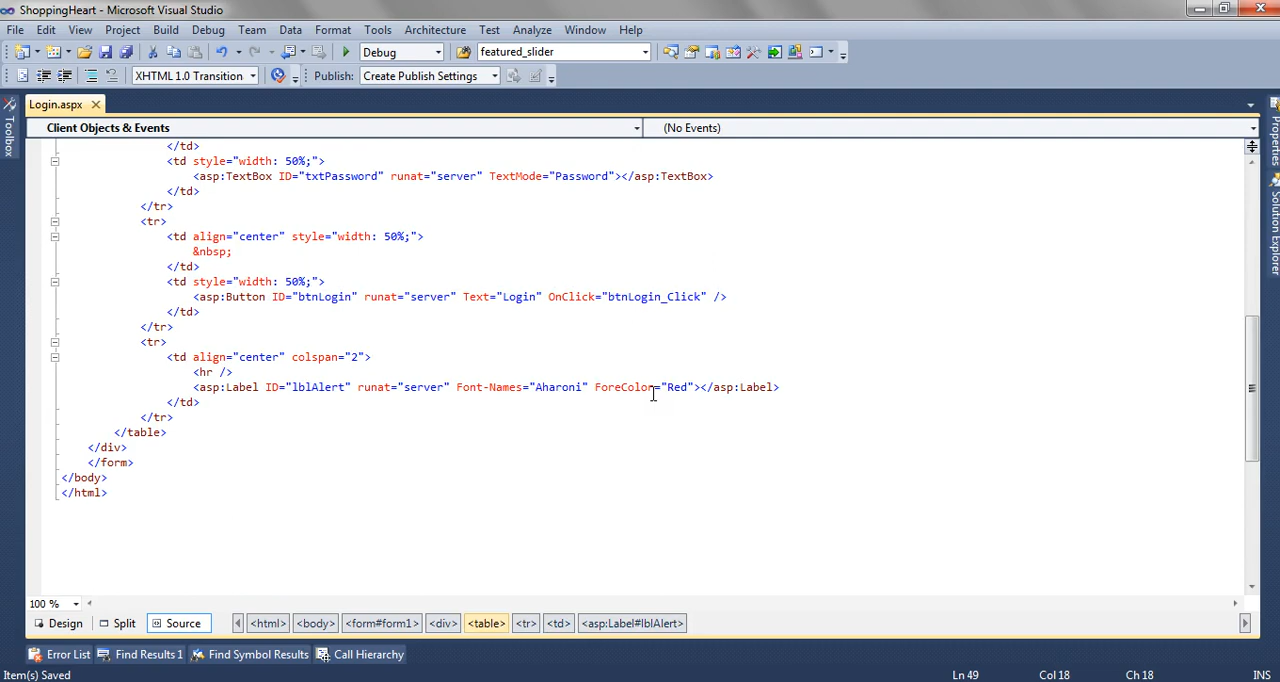 ShoppingHeart - Microsoft Visual Studio
File Edit View Project Build Debug Team Data Format Tools Architecture Test Analyze Window Help
Debug featured_slider
XHTML 1.0 Transition Publish: Create Publish Settings
Login.aspx
Client Objects & Events (No Events)
</td>
<td style="width: 50%;">
<asp:TextBox ID="txtPassword" runat="server" TextMode="Password"></asp:TextBox>
</td>
</tr>
<tr>
<td align="center" style="width: 50%;">
&nbsp;
</td>
<td style="width: 50%;">
<asp:Button ID="btnLogin" runat="server" Text="Login" OnClick="btnLogin_Click" />
</td>
</tr>
<tr>
<td align="center" colspan="2">
<hr />
<asp:Label ID="lblAlert" runat="server" Font-Names="Aharoni" ForeColor="Red"></asp:Label>
</td>
</tr>
</table>
</div>
</form>
</body>
</html>
100 %
Design Split Source <html> <body> <form#form1> <div> <table> <tr> <td> <asp:Label#lblAlert>
Error List Find Results 1 Find Symbol Results Call Hierarchy
Item(s) Saved Ln 49 Col 18 Ch 18 INS
Toolbox
Properties
Solution Explorer